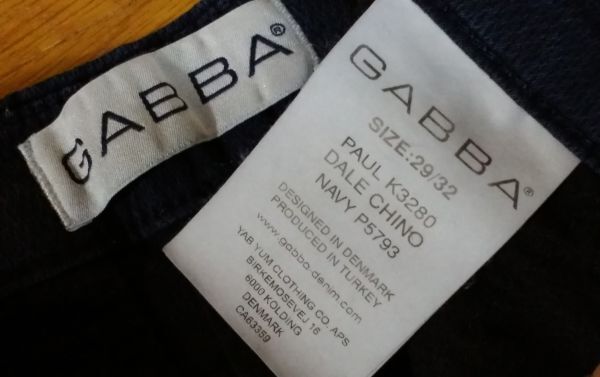 GABBA®
GABBA®
SIZE:29/32
PAUL K3280
DALE CHINO
NAVY P5793
DESIGNED IN DENMARK
PRODUCED IN TURKEY
www.gabba-denim.com
YAB YUM CLOTHING CO. APS
BIRKEMOSEVEJ 16
6000 KOLDING
DENMARK
CA63359